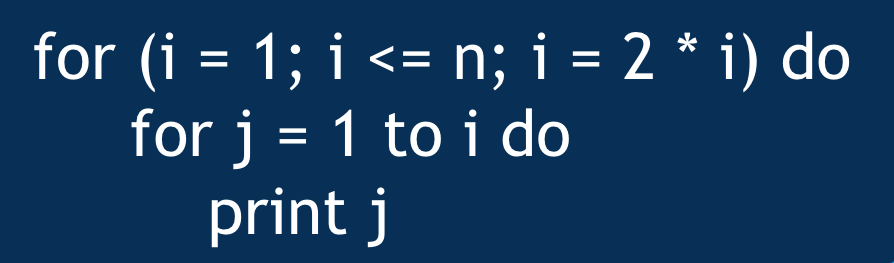 for (i = 1; i <= n; i = 2 * i) do
for j = 1 to i do
print j